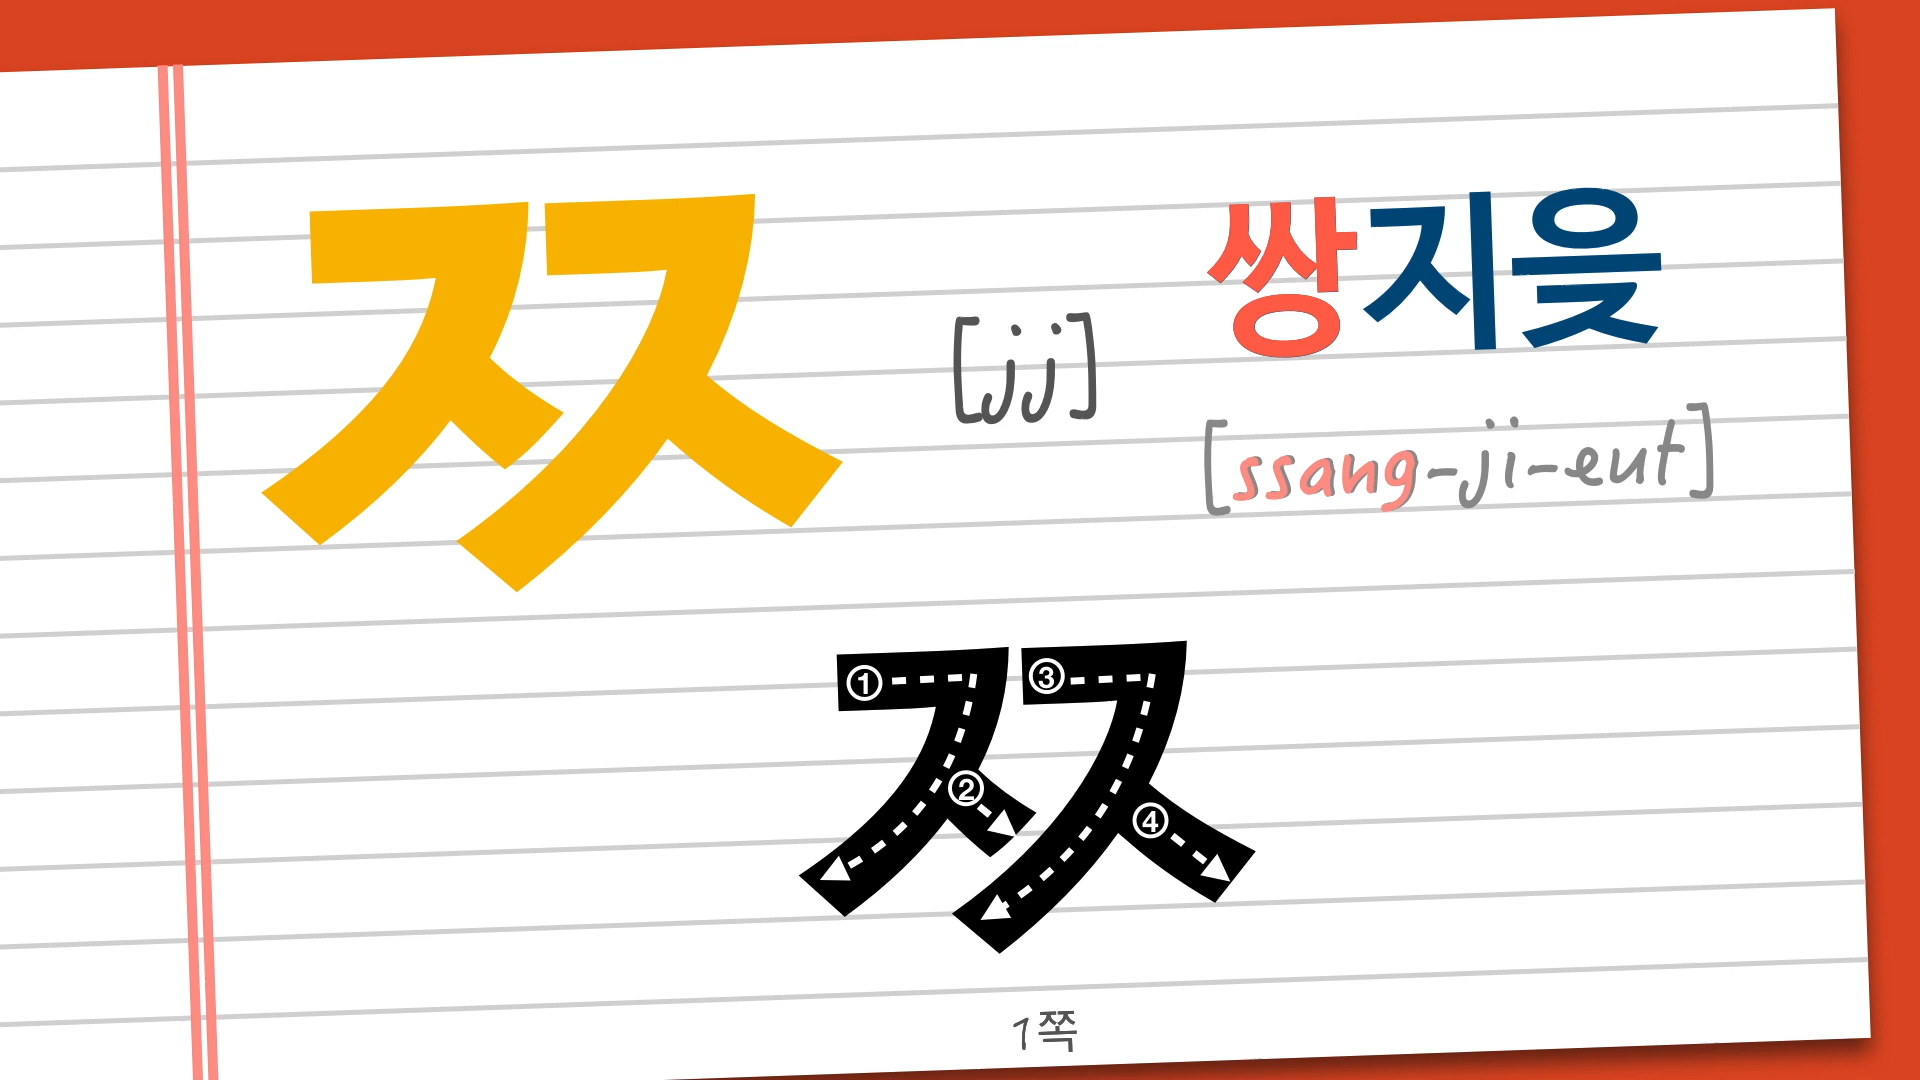 ㅉ
[jj]
쌍지읒
[ssang-ji-eut]
① ② ③ ④
1쪽